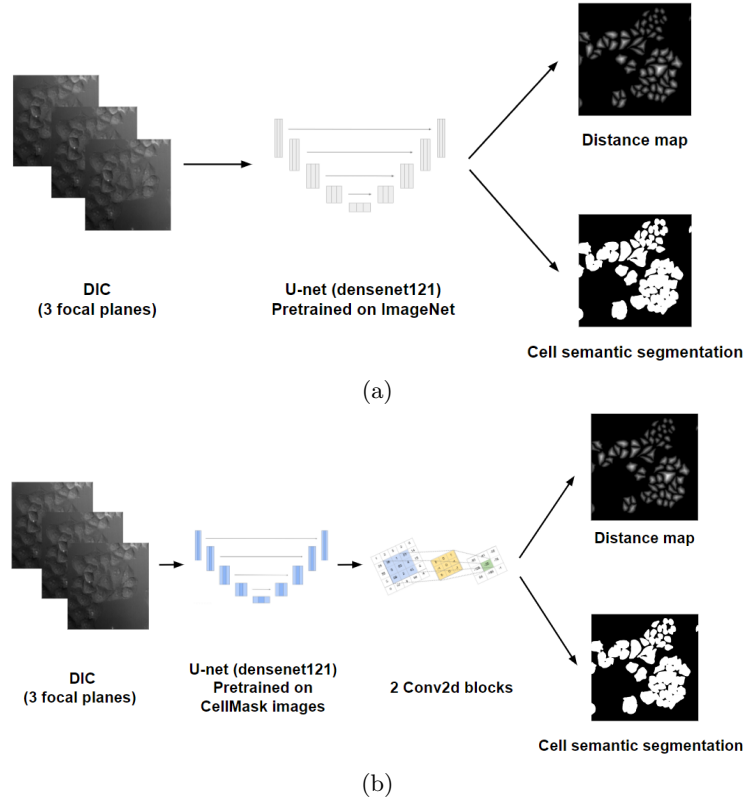 Distance map
DIC
(3 focal planes)
U-net (densenet121)
Pretrained on ImageNet
Cell semantic segmentation
(a)
Distance map
DIC
(3 focal planes)
U-net (densenet121)
Pretrained on
CellMask images
2 Conv2d blocks
Cell semantic segmentation
(b)